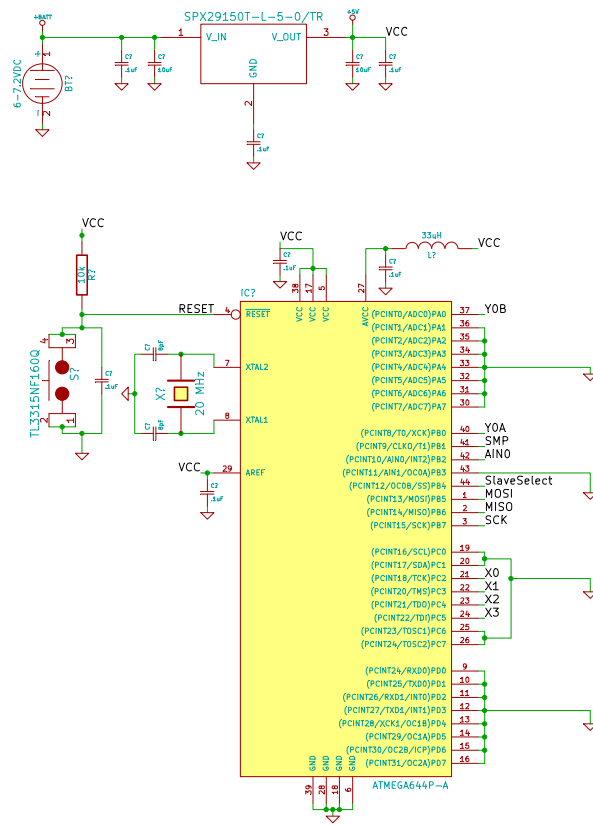 +BATT
SPX29150T-L-5-0/TR
+5V
VCC
1
V_IN
V_OUT
3
GND
2
+
1
6-7.2VDC
BT?
-
2
C?
.1uF
C?
10uF
C?
10uF
C?
.1uF
C?
.1uF
VCC
10k
R?
RESET
4
3
TL3315NF160Q
S?
2
1
C?
.1uF
C?
8pF
X?
20 MHz
C?
8pF
VCC
C?
.1uF
VCC
C?
.1uF
33uH
L?
VCC
C?
.1uF
IC?
38
17
5
27
VCC
VCC
VCC
AVCC
4
RESET
7
XTAL2
8
XTAL1
29
AREF
(PCINT0/ADC0)PA0 37 Y0B
(PCINT1/ADC1)PA1 36
(PCINT2/ADC2)PA2 35
(PCINT3/ADC3)PA3 34
(PCINT4/ADC4)PA4 33
(PCINT5/ADC5)PA5 32
(PCINT6/ADC6)PA6 31
(PCINT7/ADC7)PA7 30
(PCINT8/T0/XCK)PB0 40 Y0A
(PCINT9/CLKO/T1)PB1 41 SMP
(PCINT10/AIN0/INT2)PB2 42 AIN0
(PCINT11/AIN1/OC0A)PB3 43
(PCINT12/OC0B/SS)PB4 44 SlaveSelect
(PCINT13/MOSI)PB5 1 MOSI
(PCINT14/MISO)PB6 2 MISO
(PCINT15/SCK)PB7 3 SCK
(PCINT16/SCL)PC0 19
(PCINT17/SDA)PC1 20
(PCINT18/TCK)PC2 21 X0
(PCINT20/TMS)PC3 22 X1
(PCINT21/TDO)PC4 23 X2
(PCINT22/TDI)PC5 24 X3
(PCINT23/TOSC1)PC6 25
(PCINT24/TOSC2)PC7 26
(PCINT24/RXD0)PD0 9
(PCINT25/TXD0)PD1 10
(PCINT26/RXD1/INT0)PD2 11
(PCINT27/TXD1/INT1)PD3 12
(PCINT28/XCK1/OC1B)PD4 13
(PCINT29/OC1A)PD5 14
(PCINT30/OC2B/ICP)PD6 15
(PCINT31/OC2A)PD7 16
GND
GND
GND
GND
39
28
18
6
ATMEGA644P-A